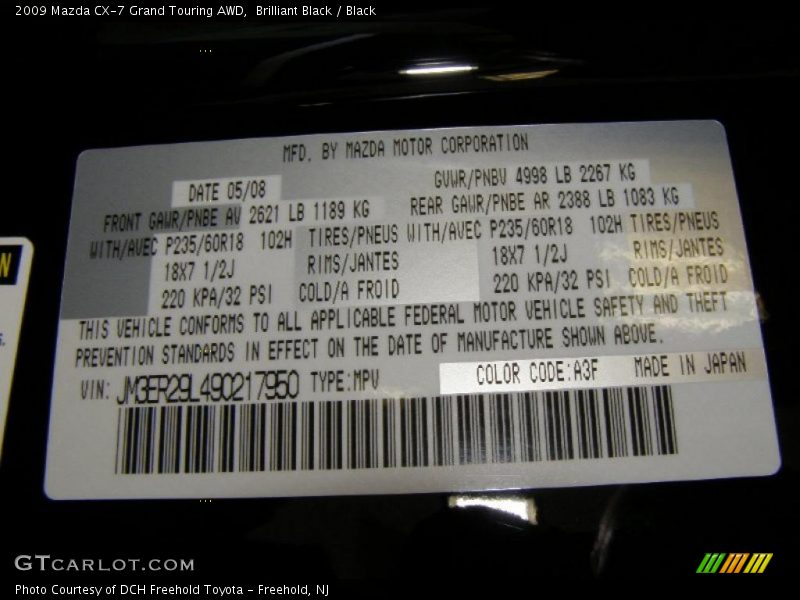 2009 Mazda CX-7 Grand Touring AWD,  Brilliant Black / Black
MFD. BY MAZDA MOTOR CORPORATION
DATE 05/08
GVWR/PNBV 4998 LB 2267 KG
FRONT GAWR/PNBE AV 2621 LB 1189 KG
REAR GAWR/PNBE AR 2388 LB 1083 KG
WITH/AVEC P235/60R18 102H TIRES/PNEUS
WITH/AVEC P235/60R18 102H TIRES/PNEUS
18X7 1/2J RIMS/JANTES
18X7 1/2J RIMS/JANTES
220 KPA/32 PSI COLD/A FROID
220 KPA/32 PSI COLD/A FROID
THIS VEHICLE CONFORMS TO ALL APPLICABLE FEDERAL MOTOR VEHICLE SAFETY AND THEFT
PREVENTION STANDARDS IN EFFECT ON THE DATE OF MANUFACTURE SHOWN ABOVE.
VIN: JM3ER29L490217950 TYPE:MPV
COLOR CODE:A3F MADE IN JAPAN
GTCARLOT.COM
Photo Courtesy of DCH Freehold Toyota - Freehold, NJ